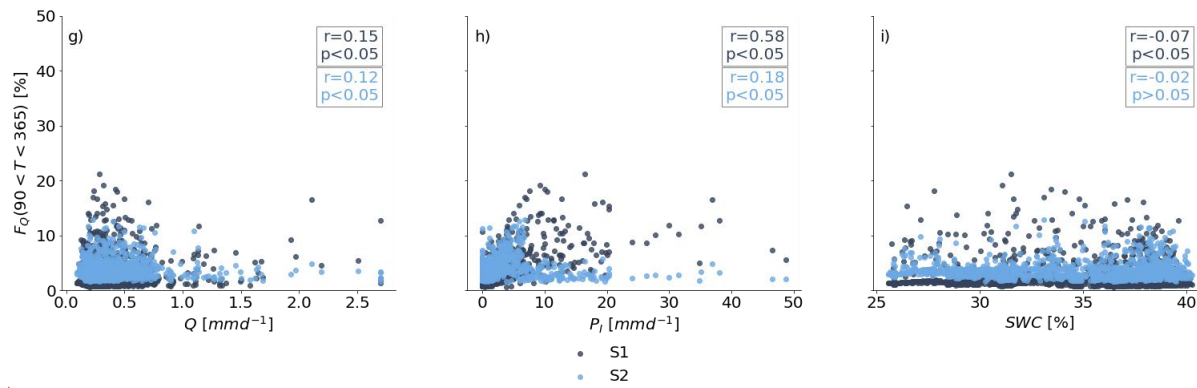 50
40
30
20
10
0
F_Q(90 < T < 365) [%]
g)
r=0.15
p<0.05
r=0.12
p<0.05
0.0 0.5 1.0 1.5 2.0 2.5
Q [mmd⁻¹]
h)
r=0.58
p<0.05
r=0.18
p<0.05
0 10 20 30 40 50
P_I [mmd⁻¹]
i)
r=-0.07
p<0.05
r=-0.02
p>0.05
25 30 35 40
SWC [%]
S1
S2